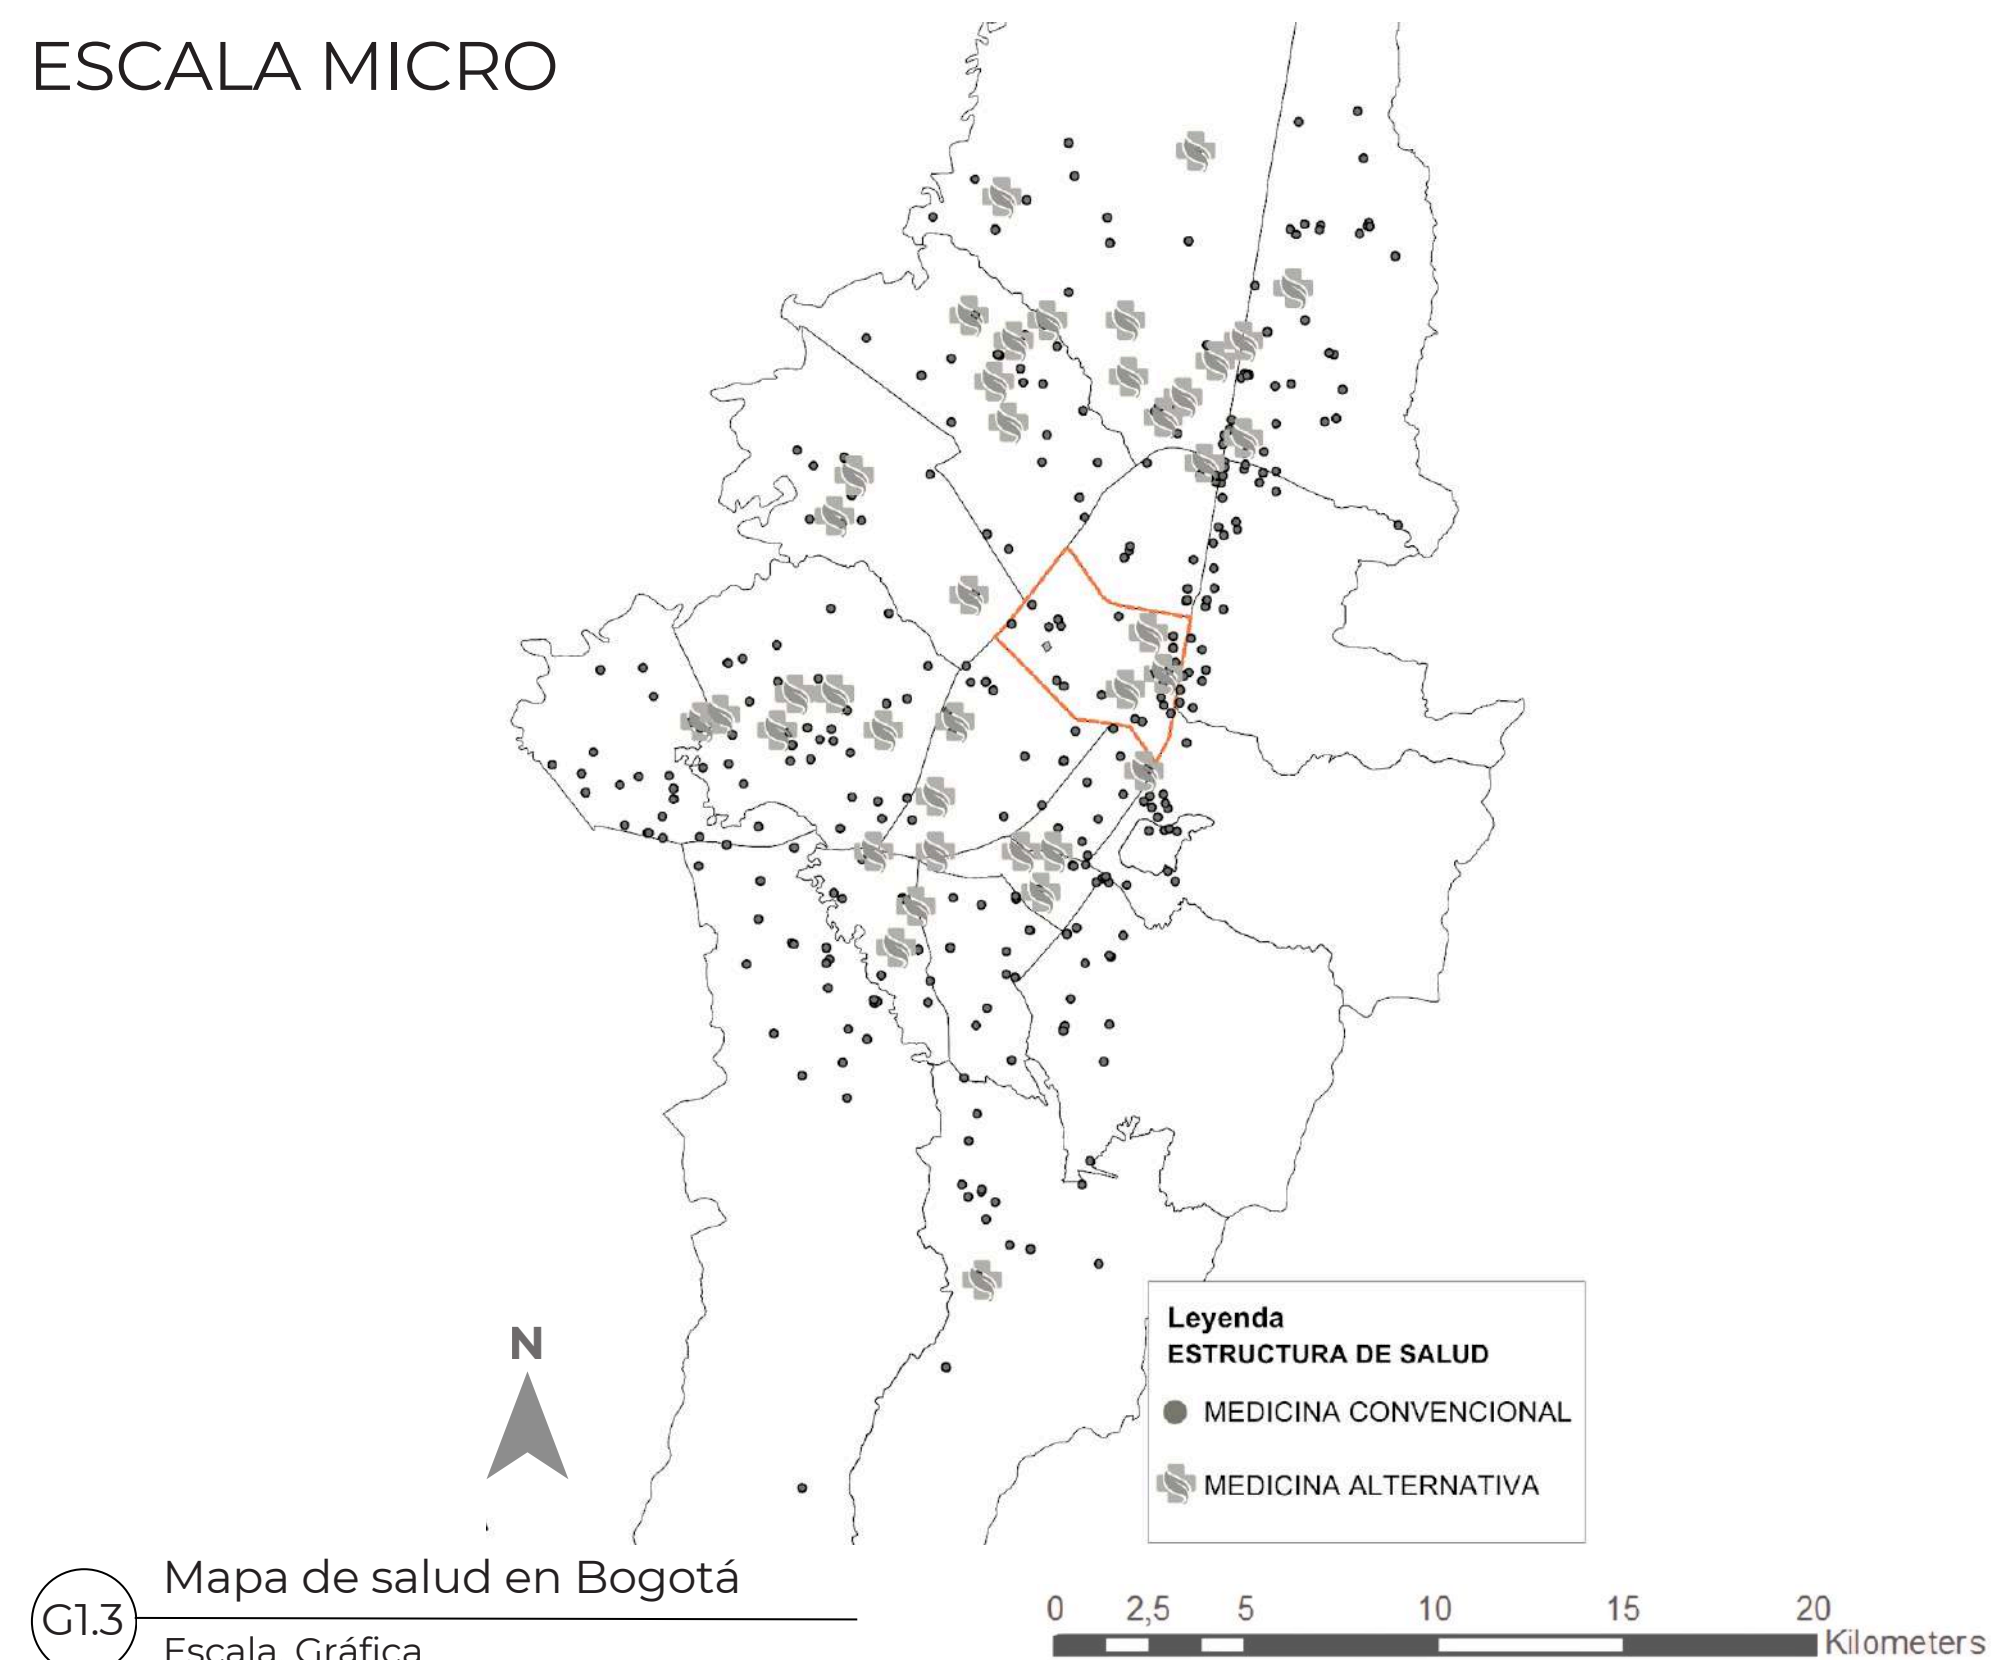 ESCALA MICRO
N
Leyenda
ESTRUCTURA DE SALUD
MEDICINA CONVENCIONAL
MEDICINA ALTERNATIVA
G1.3
Mapa de salud en Bogotá
Escala Gráfica
0 2,5 5 10 15 20
Kilometers